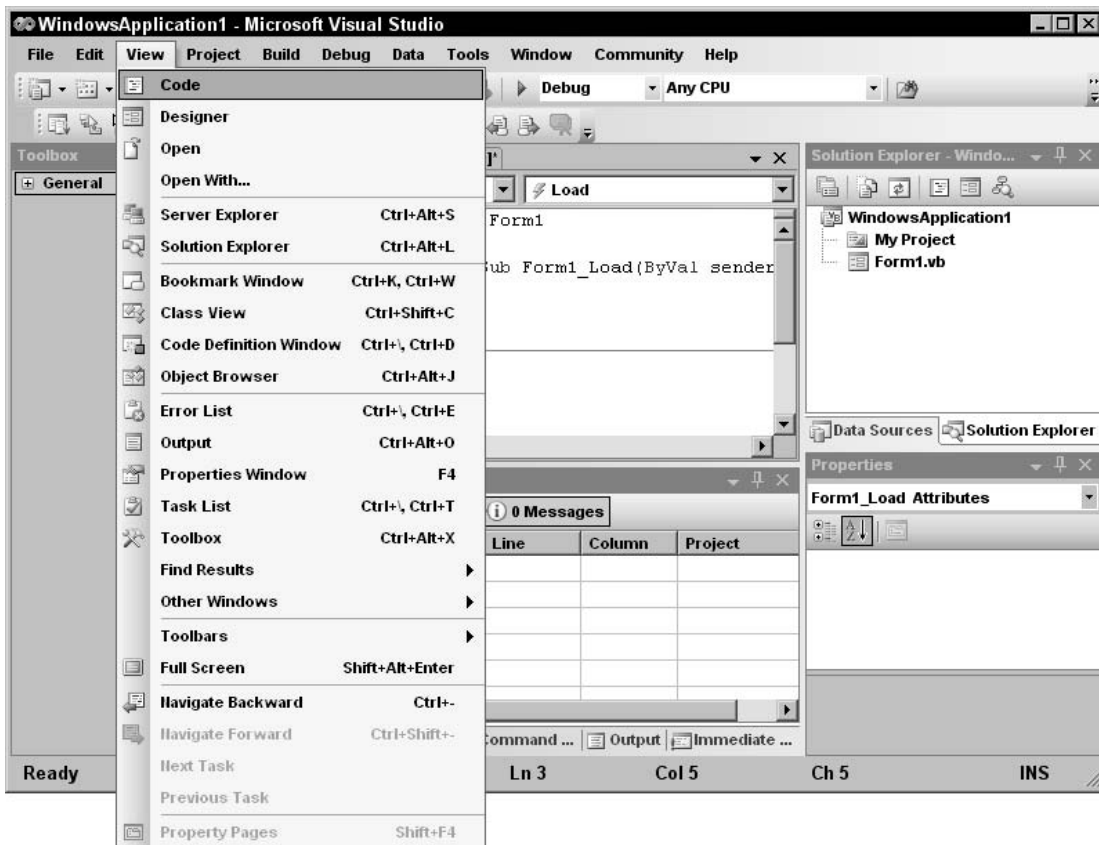 WindowsApplication1 - Microsoft Visual Studio
File Edit View Project Build Debug Data Tools Window Community Help
Debug Any CPU
Code
Designer
Open
Open With...
Server Explorer Ctrl+Alt+S
Solution Explorer Ctrl+Alt+L
Bookmark Window Ctrl+K, Ctrl+W
Class View Ctrl+Shift+C
Code Definition Window Ctrl+\, Ctrl+D
Object Browser Ctrl+Alt+J
Error List Ctrl+\, Ctrl+E
Output Ctrl+Alt+O
Properties Window F4
Task List Ctrl+\, Ctrl+T
Toolbox Ctrl+Alt+X
Find Results
Other Windows
Toolbars
Full Screen Shift+Alt+Enter
Navigate Backward Ctrl+-
Navigate Forward Ctrl+Shift+-
Next Task
Previous Task
Property Pages Shift+F4
Toolbox
General
Load
Form1
Sub Form1_Load(ByVal sender
0 Messages
Line Column Project
Command ... Output Immediate ...
Solution Explorer - Windo...
WindowsApplication1
My Project
Form1.vb
Data Sources Solution Explorer
Properties
Form1_Load Attributes
Ready Ln 3 Col 5 Ch 5 INS